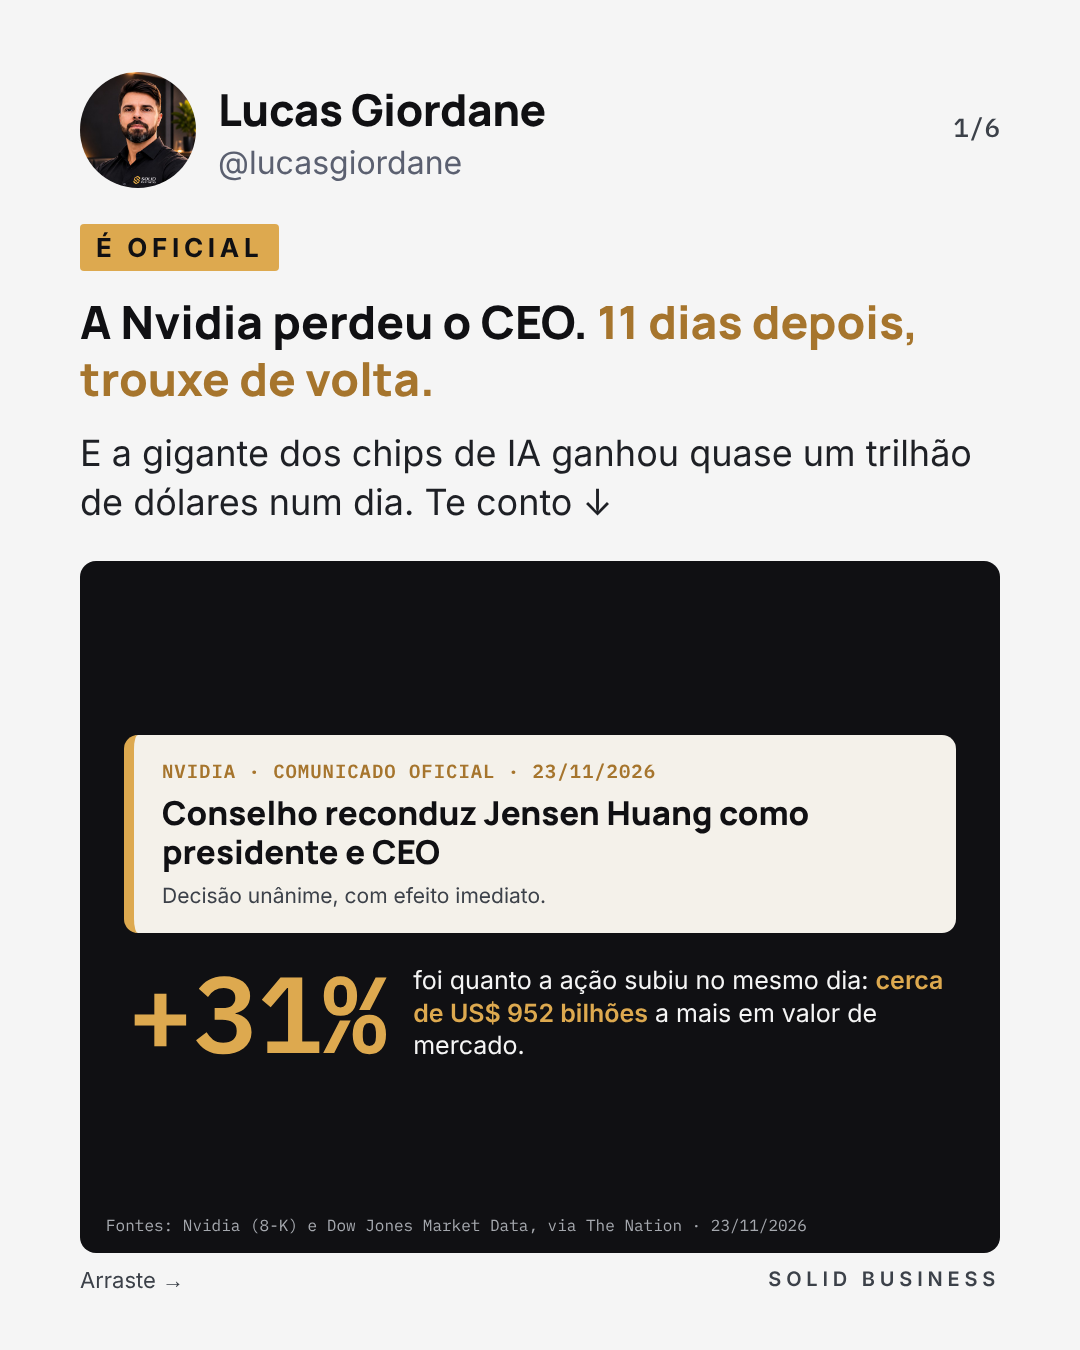 Lucas Giordane
@lucasgiordane
1/6
É OFICIAL
A Nvidia perdeu o CEO. 11 dias depois,
trouxe de volta.
E a gigante dos chips de IA ganhou quase um trilhão
de dólares num dia. Te conto ↓
NVIDIA · COMUNICADO OFICIAL · 23/11/2026
Conselho reconduz Jensen Huang como
presidente e CEO
Decisão unânime, com efeito imediato.
+31%
foi quanto a ação subiu no mesmo dia: cerca
de US$ 952 bilhões a mais em valor de
mercado.
Fontes: Nvidia (8-K) e Dow Jones Market Data, via The Nation · 23/11/2026
Arraste →
SOLID BUSINESS